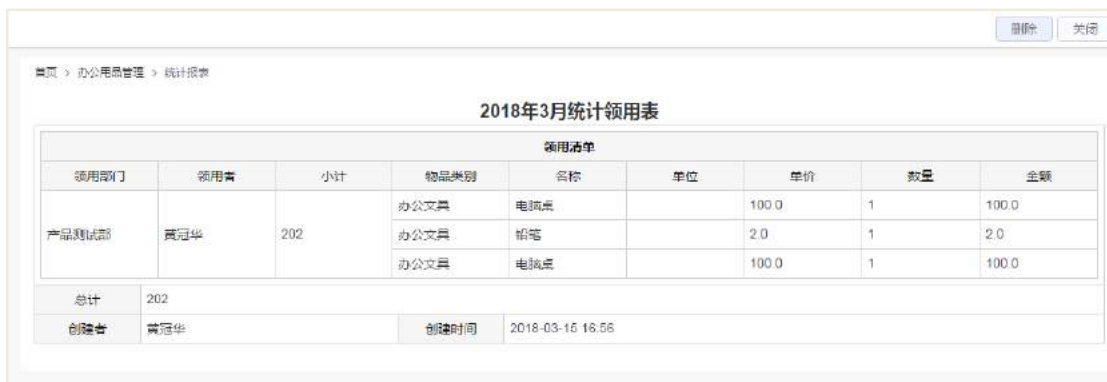 删除 关闭
首页 > 办公用品管理 > 统计报表
2018年3月统计领用表
领用清单
领用部门 领用者 小计 物品类别 名称 单位 单价 数量 金额
产品测试部 黄冠华 202 办公文具 电脑桌 100.0 1 100.0
办公文具 铅笔 2.0 1 2.0
办公文具 电脑桌 100.0 1 100.0
总计 202
创建者 黄冠华 创建时间 2018-03-15 16:56